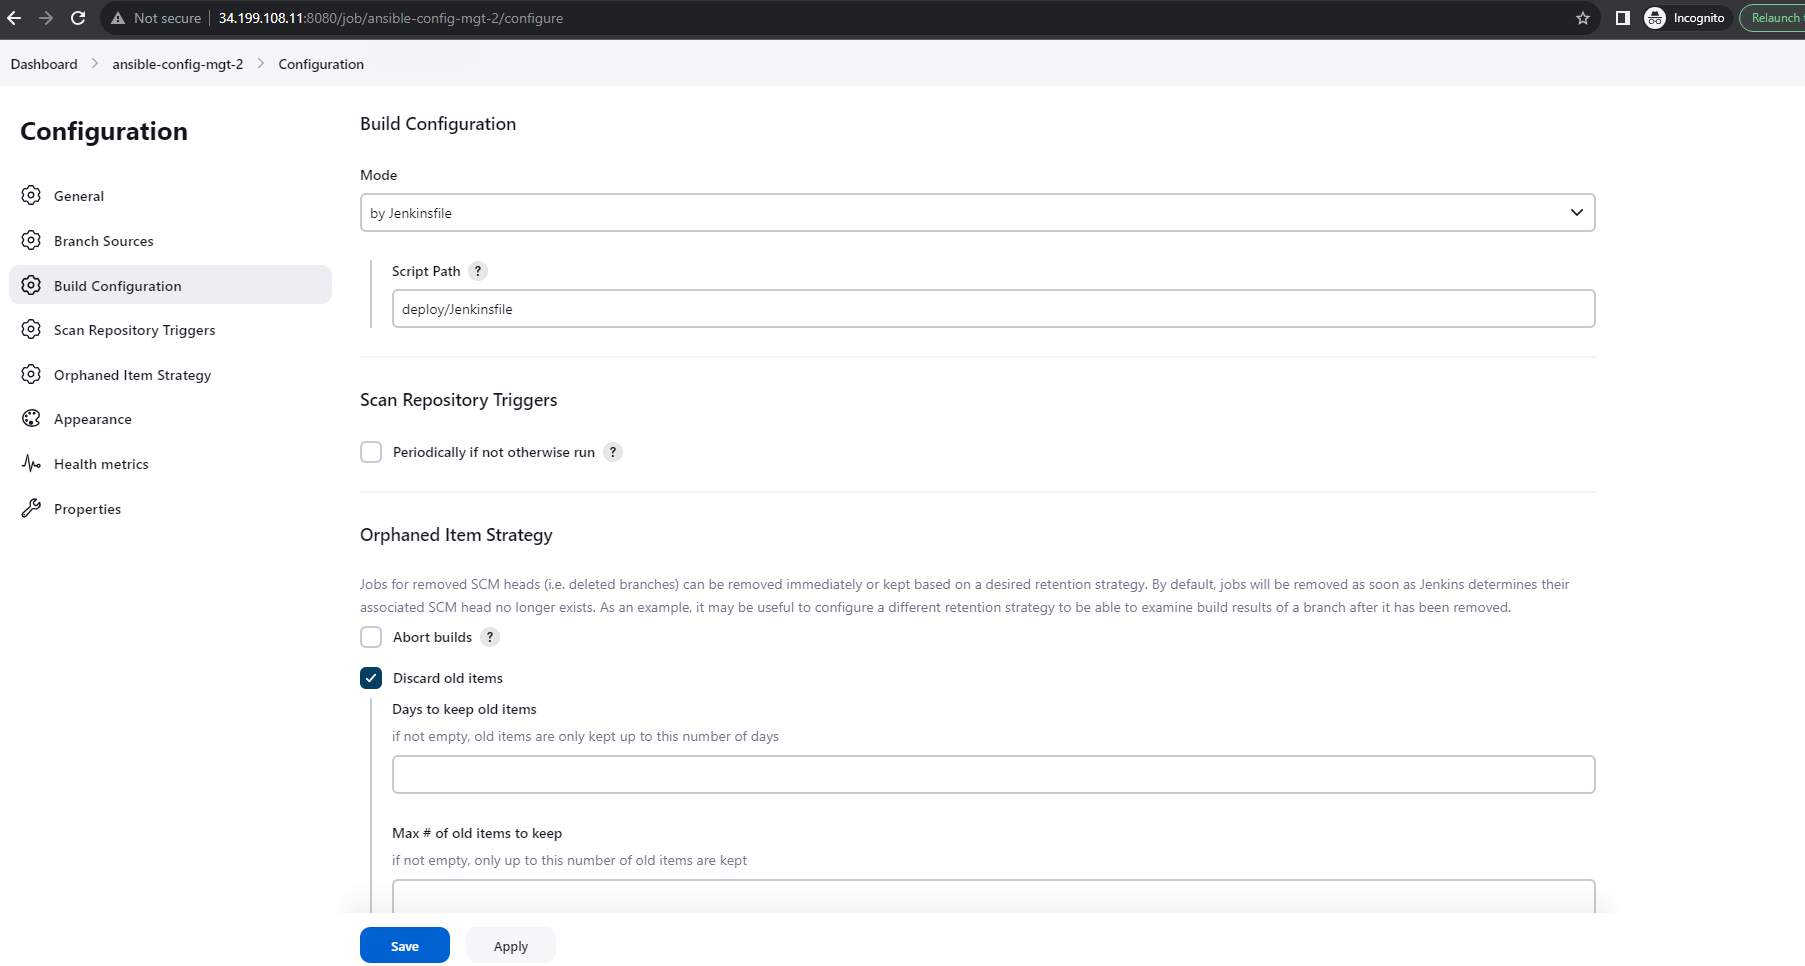 Not secure 34.199.108.11:8080/job/ansible-config-mgt-2/configure Incognito Relaunch
Dashboard ansible-config-mgt-2 Configuration
Configuration
General
Branch Sources
Build Configuration
Scan Repository Triggers
Orphaned Item Strategy
Appearance
Health metrics
Properties
Build Configuration
Mode
by Jenkinsfile
Script Path ?
deploy/Jenkinsfile
Scan Repository Triggers
Periodically if not otherwise run ?
Orphaned Item Strategy
Jobs for removed SCM heads (i.e. deleted branches) can be removed immediately or kept based on a desired retention strategy. By default, jobs will be removed as soon as Jenkins determines their
associated SCM head no longer exists. As an example, it may be useful to configure a different retention strategy to be able to examine build results of a branch after it has been removed.
Abort builds ?
Discard old items
Days to keep old items
if not empty, old items are only kept up to this number of days
Max # of old items to keep
if not empty, only up to this number of old items are kept
Save Apply